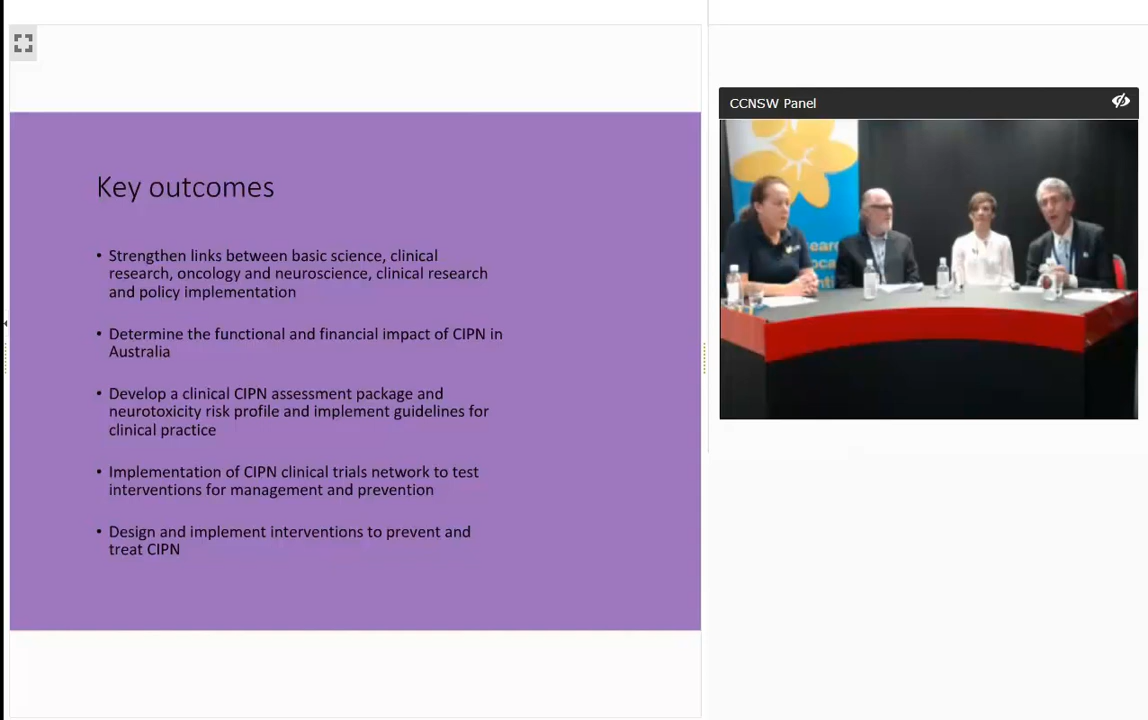 Key outcomes
• Strengthen links between basic science, clinical
research, oncology and neuroscience, clinical research
and policy implementation
• Determine the functional and financial impact of CIPN in
Australia
• Develop a clinical CIPN assessment package and
neurotoxicity risk profile and implement guidelines for
clinical practice
• Implementation of CIPN clinical trials network to test
interventions for management and prevention
• Design and implement interventions to prevent and
treat CIPN
CCNSW Panel